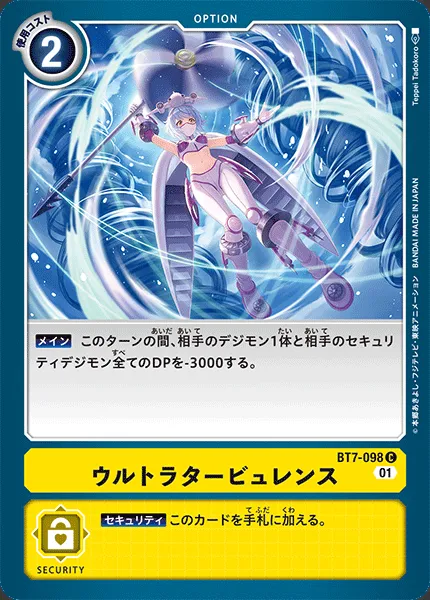 OPTION
使用コスト
2
Teppei Tadokoro
BANDAI MADE IN JAPAN
©本郷あきよし・フジテレビ・東映アニメーション
メイン このターンの間、相手のデジモン1体と相手のセキュリ
ティデジモン全てのDPを-3000する。
BT7-098 C
ウルトラタービュレンス
01
セキュリティ このカードを手札に加える。
SECURITY